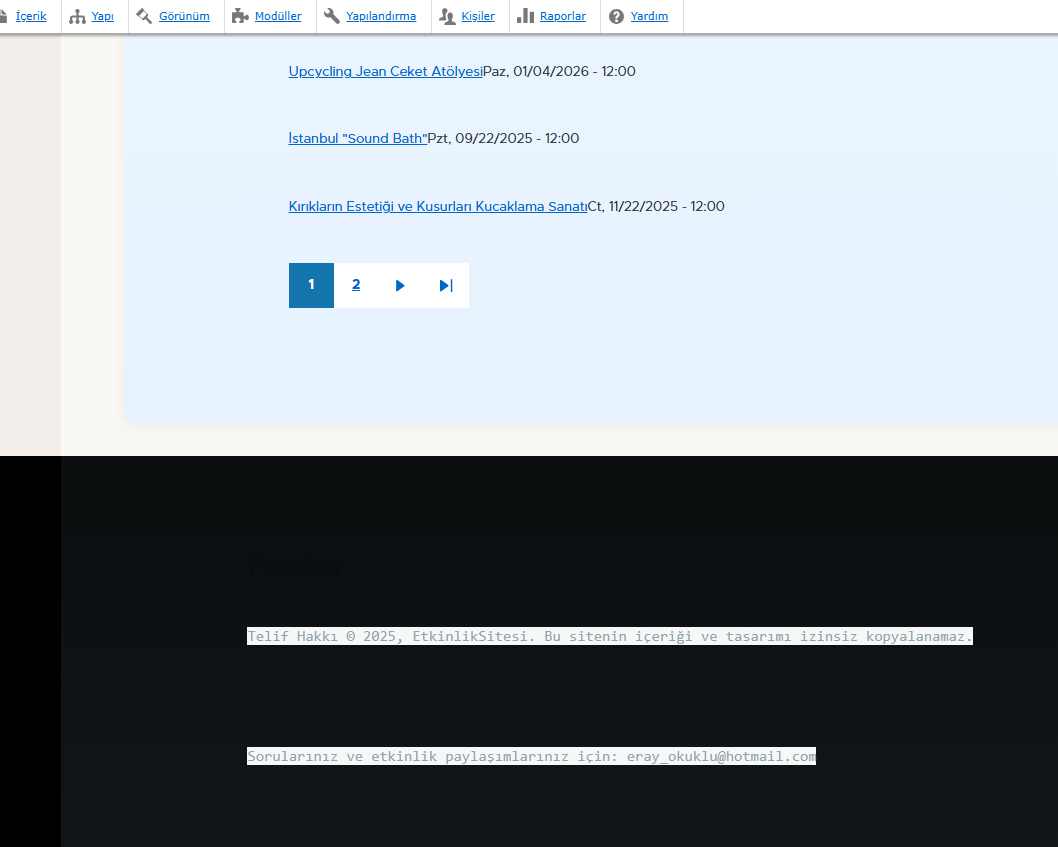 İçerik Yapı Görünüm Modüller Yapılandırma Kişiler Raporlar Yardım
Upcycling Jean Ceket AtölyesiPaz, 01/04/2026 - 12:00
İstanbul "Sound Bath"Pzt, 09/22/2025 - 12:00
Kırıkların Estetiği ve Kusurları Kucaklama SanatıCt, 11/22/2025 - 12:00
1 2
Footer
Telif Hakkı © 2025, EtkinlikSitesi. Bu sitenin içeriği ve tasarımı izinsiz kopyalanamaz.
Sorularınız ve etkinlik paylaşımlarınız için: eray_okuklu@hotmail.com